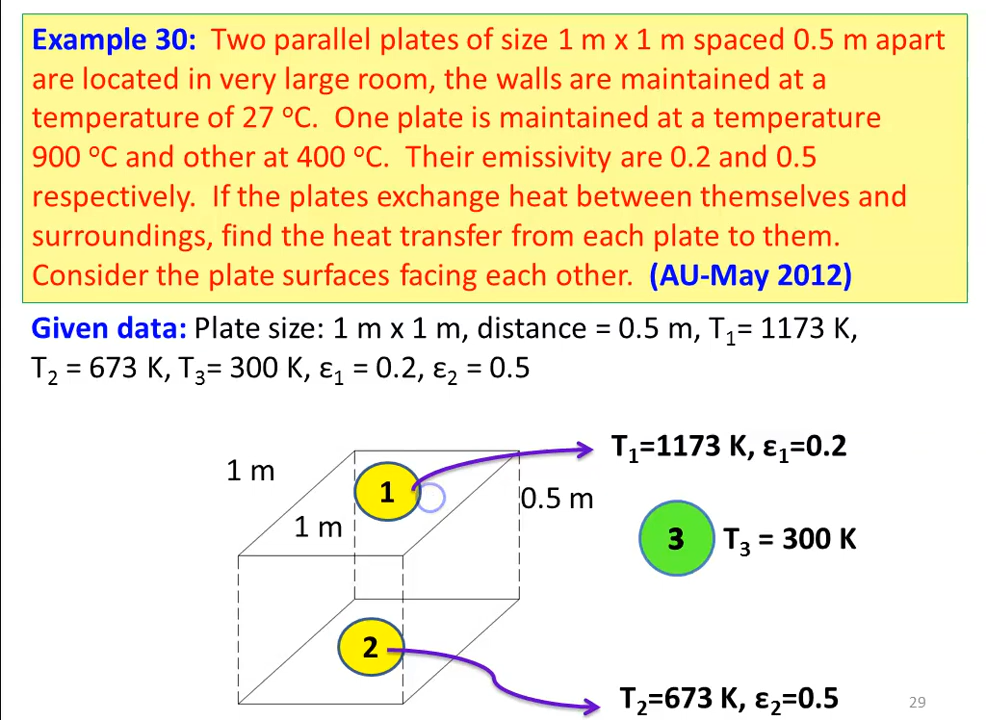 Example 30: Two parallel plates of size 1 m x 1 m spaced 0.5 m apart
are located in very large room, the walls are maintained at a
temperature of 27 ⁰C. One plate is maintained at a temperature
900 ⁰C and other at 400 ⁰C. Their emissivity are 0.2 and 0.5
respectively. If the plates exchange heat between themselves and
surroundings, find the heat transfer from each plate to them.
Consider the plate surfaces facing each other. (AU-May 2012)
Given data: Plate size: 1 m x 1 m, distance = 0.5 m, T₁= 1173 K,
T₂ = 673 K, T₃= 300 K, ε₁ = 0.2, ε₂ = 0.5
T₁=1173 K, ε₁=0.2
1 m
1
0.5 m
1 m
3
T₃ = 300 K
2
T₂=673 K, ε₂=0.5
29